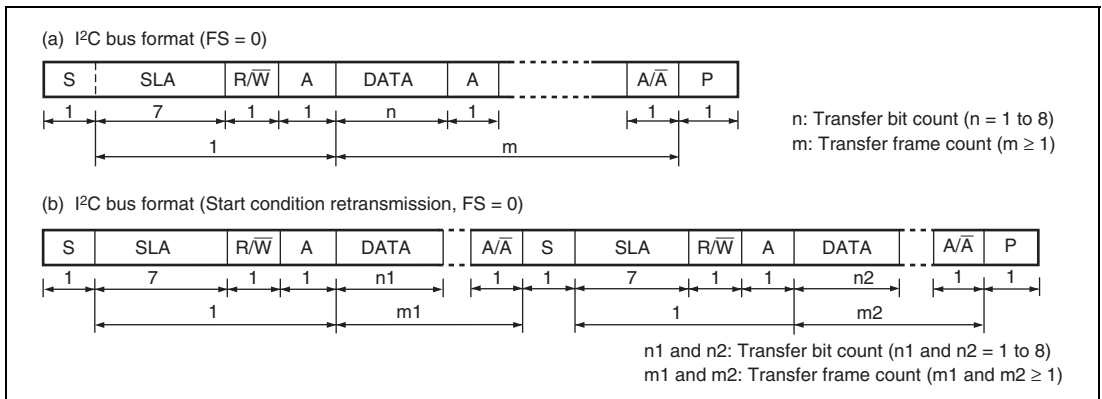 (a) I²C bus format (FS = 0)
S SLA R/W̅ A DATA A A/A̅ P
1 7 1 1 n 1 1 1
1 m
n: Transfer bit count (n = 1 to 8)
m: Transfer frame count (m ≥ 1)
(b) I²C bus format (Start condition retransmission, FS = 0)
S SLA R/W̅ A DATA A/A̅ S SLA R/W̅ A DATA A/A̅ P
1 7 1 1 n1 1 1 7 1 1 n2 1 1
1 m1 1 m2
n1 and n2: Transfer bit count (n1 and n2 = 1 to 8)
m1 and m2: Transfer frame count (m1 and m2 ≥ 1)